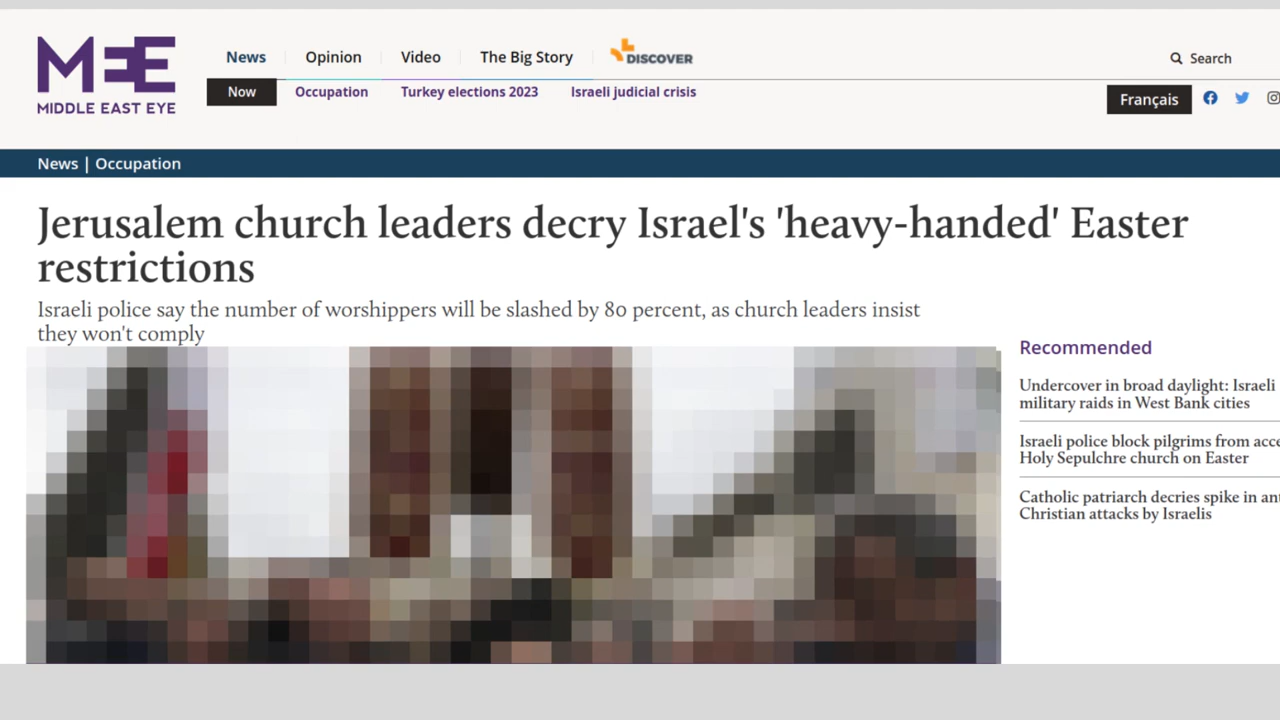 MEE
MIDDLE EAST EYE
News
Opinion
Video
The Big Story
DISCOVER
Search
Now
Occupation
Turkey elections 2023
Israeli judicial crisis
Français
News | Occupation
Jerusalem church leaders decry Israel's 'heavy-handed' Easter
restrictions
Israeli police say the number of worshippers will be slashed by 80 percent, as church leaders insist
they won't comply
Recommended
Undercover in broad daylight: Israeli
military raids in West Bank cities
Israeli police block pilgrims from
Holy Sepulchre church on Easter
Catholic patriarch decries spike in
Christian attacks by Israelis